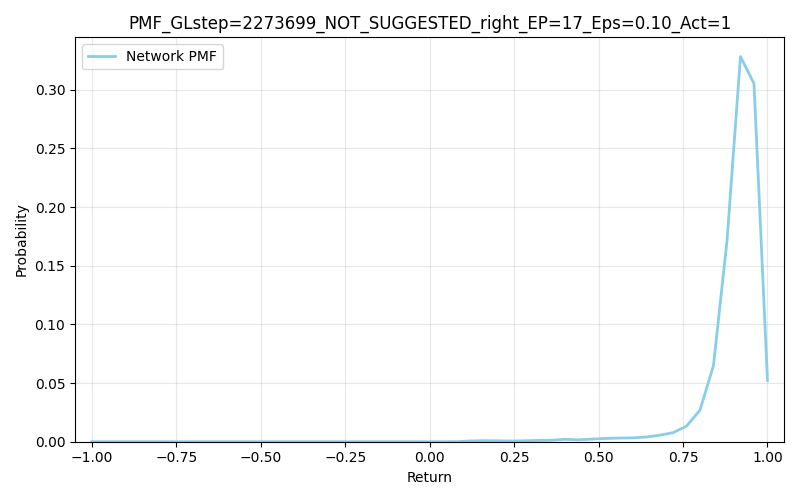 PMF_GLstep=2273699_NOT_SUGGESTED_right_EP=17_Eps=0.10_Act=1
Network PMF
Probability
0.30
0.25
0.20
0.15
0.10
0.05
0.00
−1.00 −0.75 −0.50 −0.25 0.00 0.25 0.50 0.75 1.00
Return